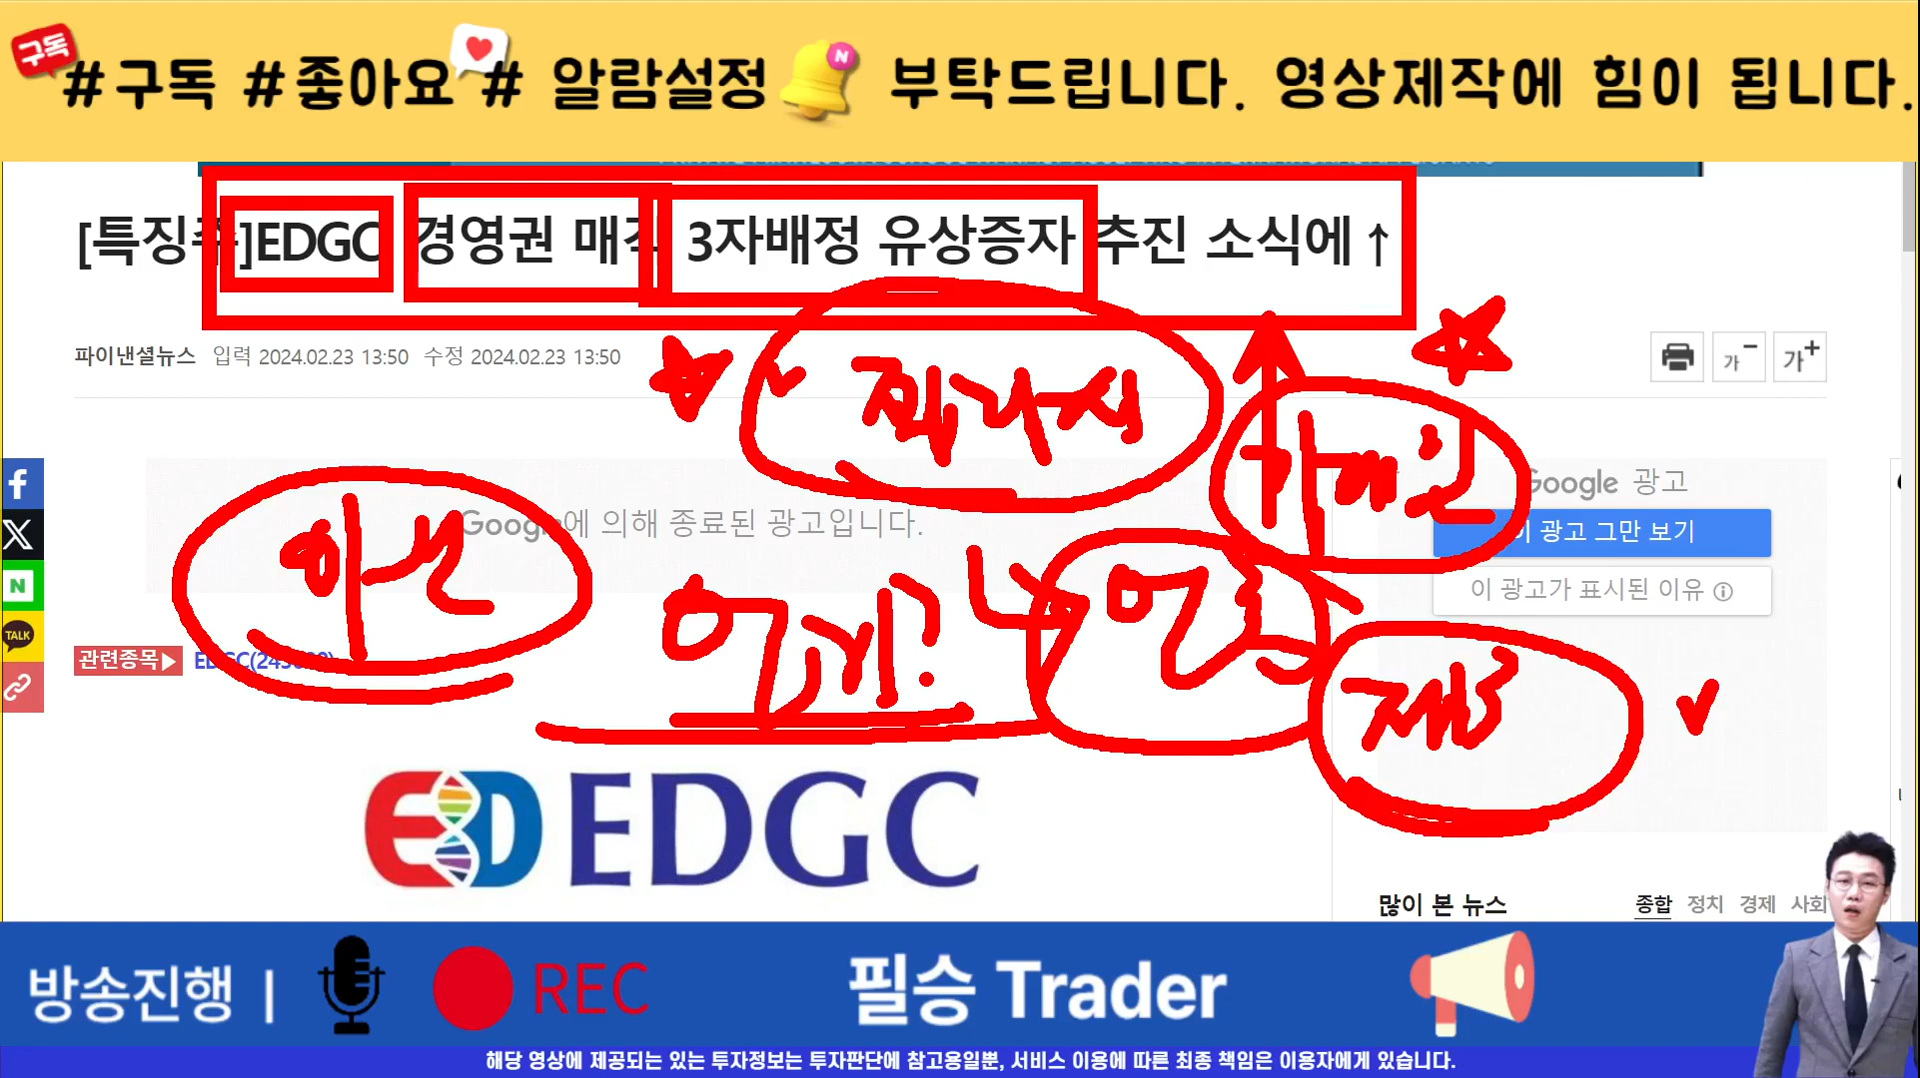 구독
#구독 #좋아요 # 알람설정 N 부탁드립니다. 영상제작에 힘이 됩니다.
[특징주]EDGC 경영권 매각 3자배정 유상증자 추진 소식에 ↑
파이낸셜뉴스 입력 2024.02.23 13:50 수정 2024.02.23 13:50
가- 가+
찌라시
Google 광고
Google에 의해 종료된 광고입니다.
이 광고 그만 보기
이 광고가 표시된 이유
f
X
N
TALK
어제?
관련종목▶ EDGC
ED EDGC
많이 본 뉴스 종합 정치 경제 사회
방송진행 | REC 필승 Trader
해당 영상에 제공되는 있는 투자정보는 투자판단에 참고용일뿐, 서비스 이용에 따른 최종 책임은 이용자에게 있습니다.